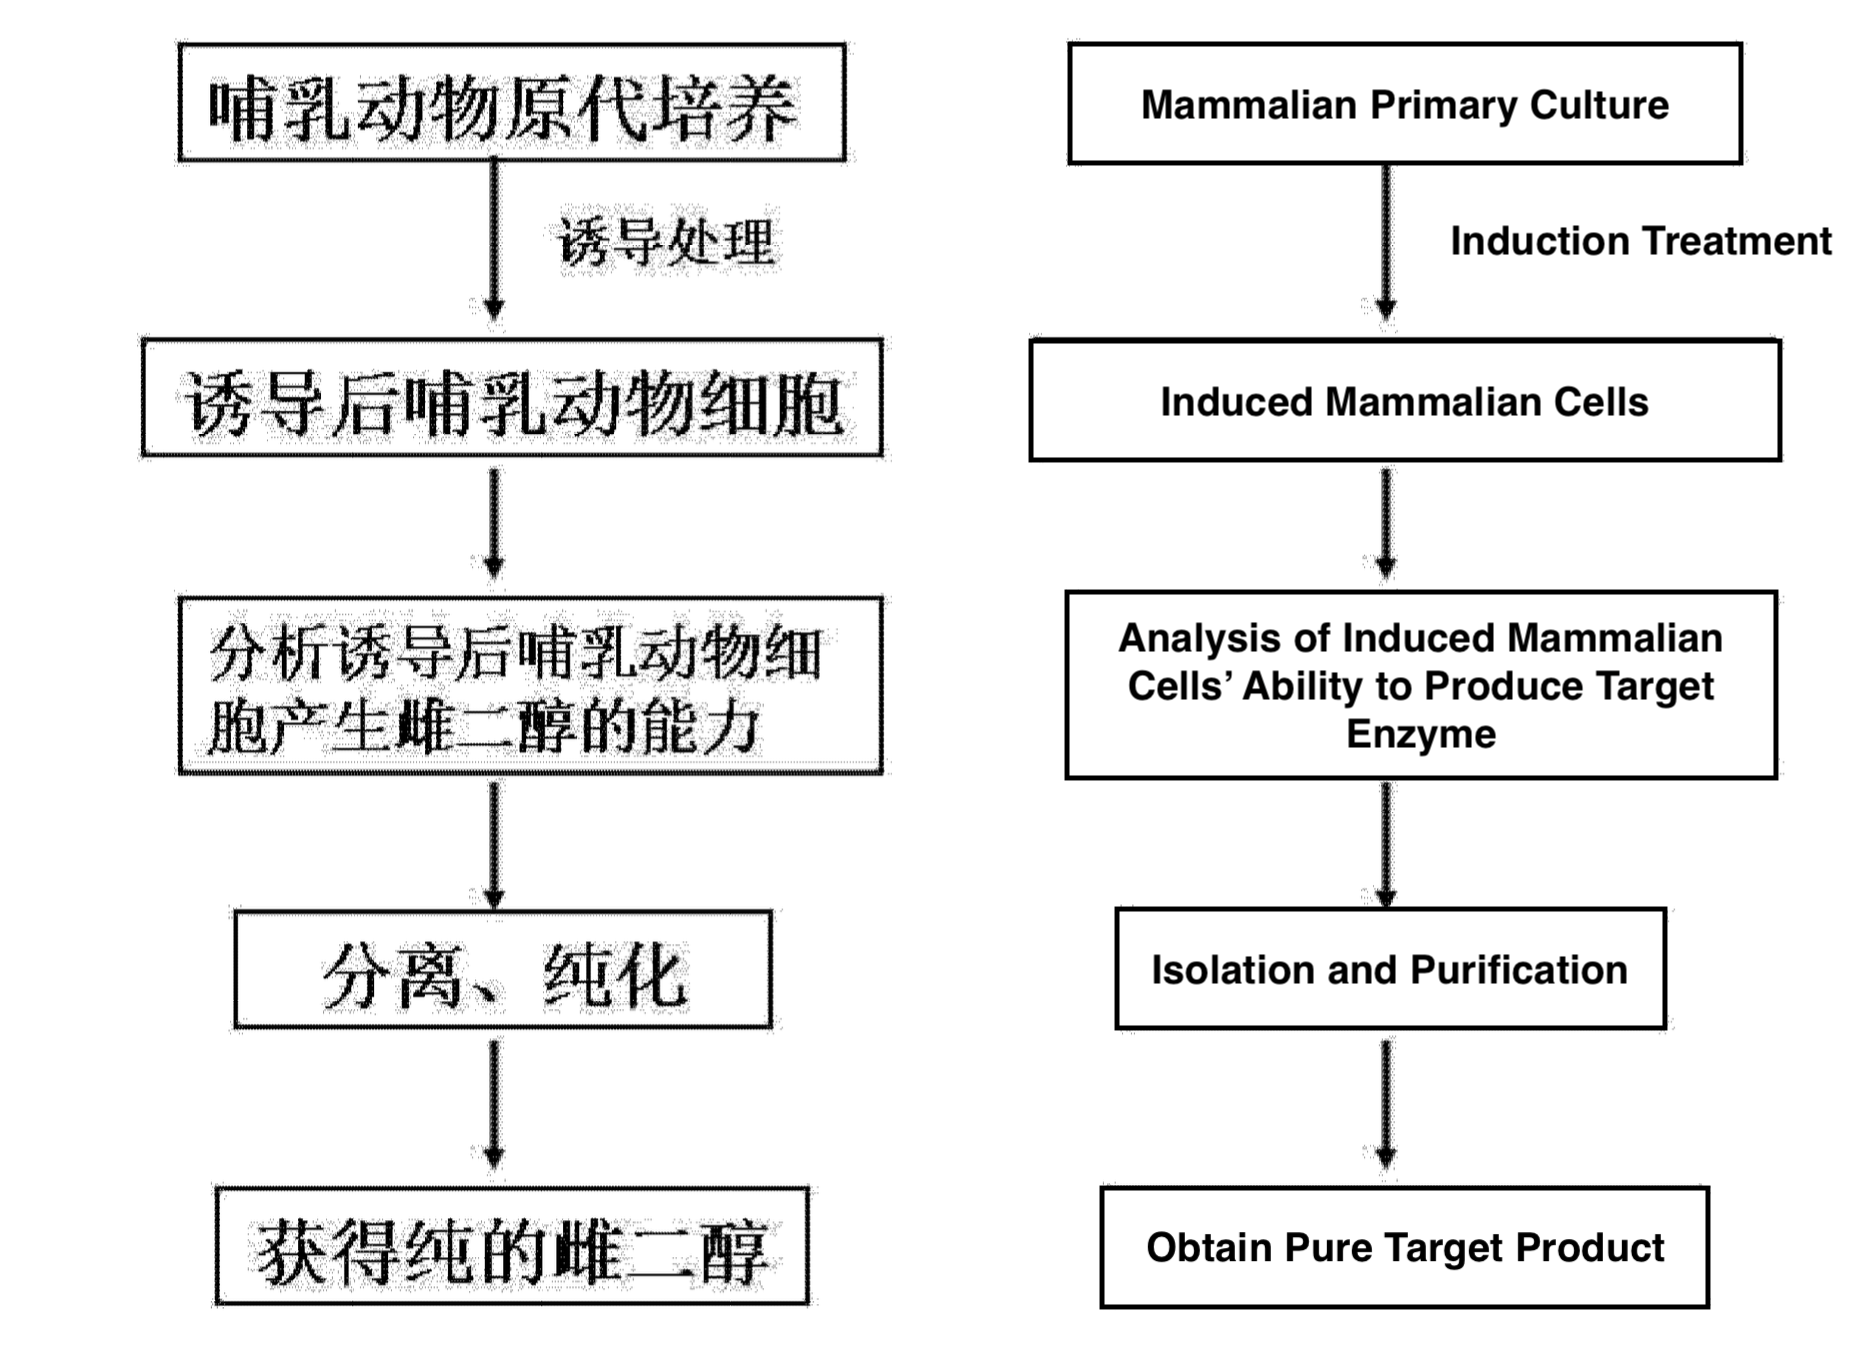 哺乳动物原代培养
诱导处理
诱导后哺乳动物细胞
分析诱导后哺乳动物细
胞产生雌二醇的能力
分离、纯化
获得纯的雌二醇
Mammalian Primary Culture
Induction Treatment
Induced Mammalian Cells
Analysis of Induced Mammalian
Cells’ Ability to Produce Target
Enzyme
Isolation and Purification
Obtain Pure Target Product